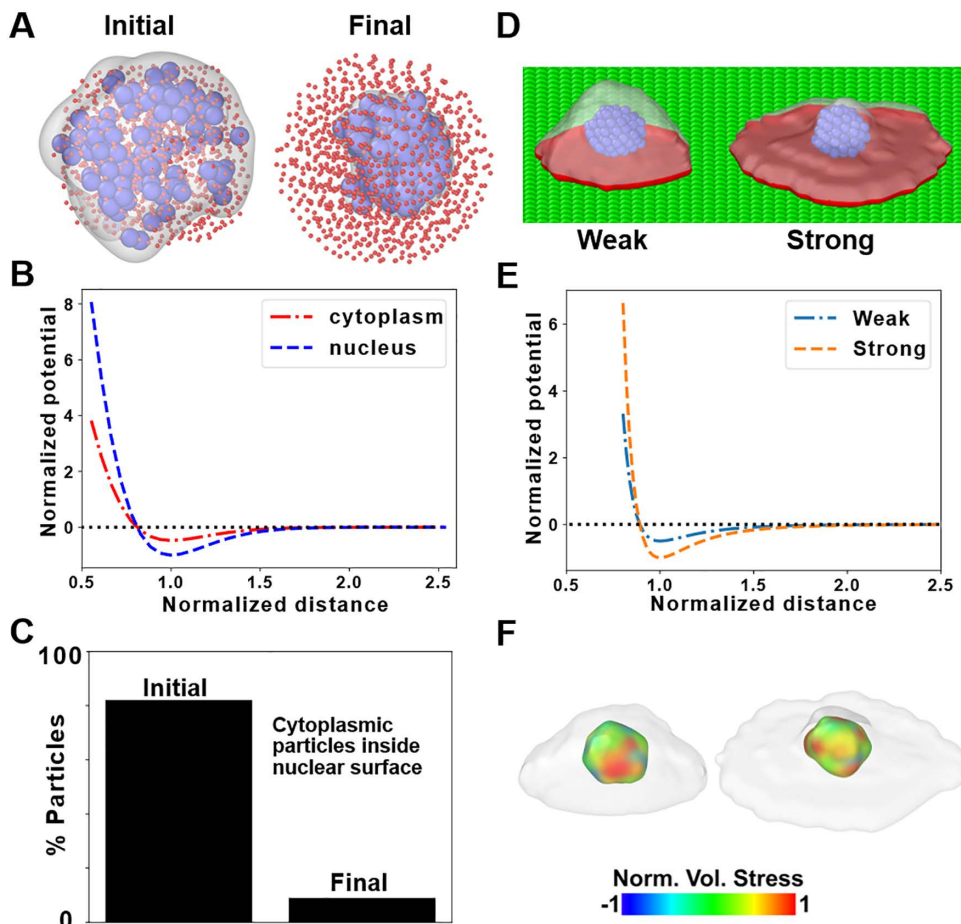 A
Initial
Final
B
Normalized potential
8
6
4
2
0
cytoplasm
nucleus
0.5 1.0 1.5 2.0 2.5
Normalized distance
C
% Particles
100
0
Initial
Cytoplasmic
particles inside
nuclear surface
Final
D
Weak
Strong
E
Normalized potential
6
4
2
0
Weak
Strong
0.5 1.0 1.5 2.0 2.5
Normalized distance
F
Norm. Vol. Stress
-1 1